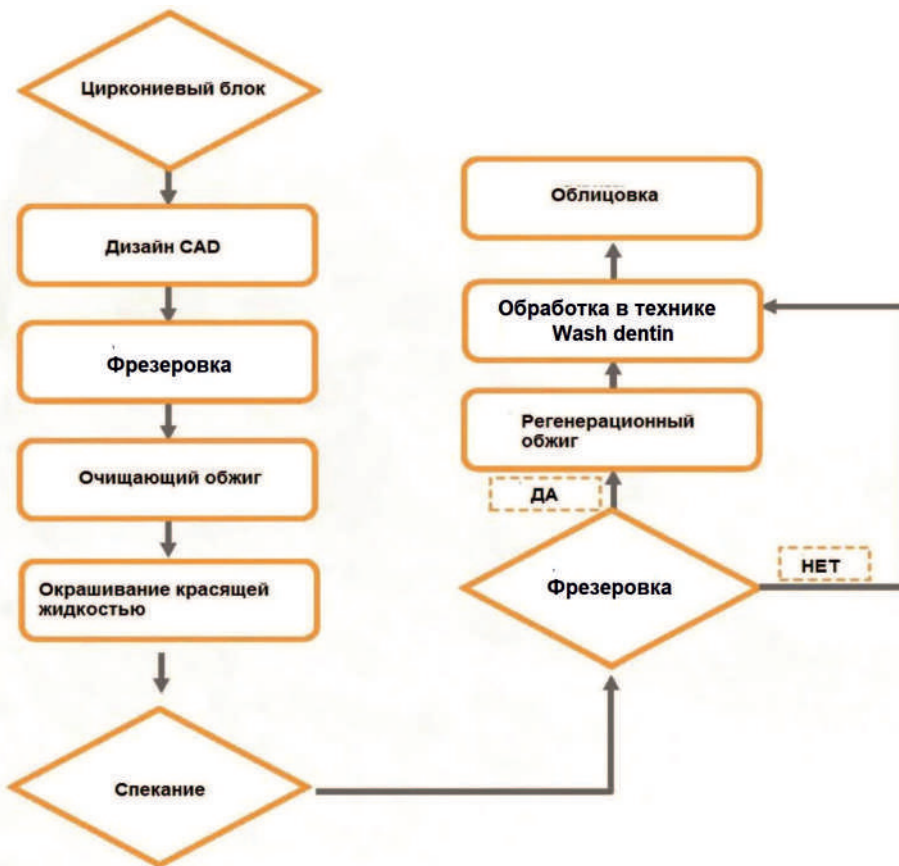 Циркониевый блок
Дизайн CAD
Фрезеровка
Очищающий обжиг
Окрашивание красящей
жидкостью
Спекание
Облицовка
Обработка в технике
Wash dentin
Регенерационный
обжиг
ДА
Фрезеровка
НЕТ